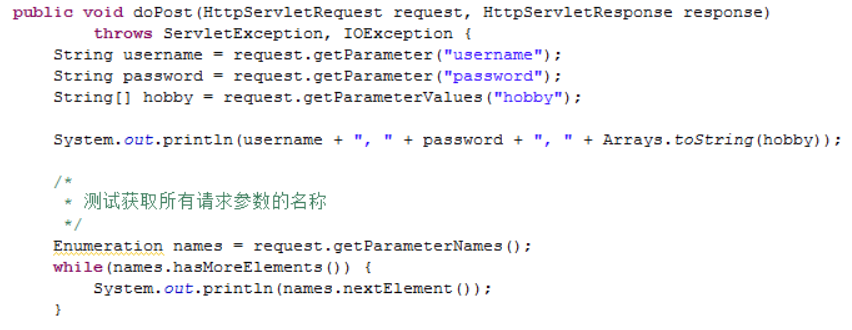 public void doPost(HttpServletRequest request, HttpServletResponse response)
        throws ServletException, IOException {
    String username = request.getParameter("username");
    String password = request.getParameter("password");
    String[] hobby = request.getParameterValues("hobby");

    System.out.println(username + ", " + password + ", " + Arrays.toString(hobby));

    /*
     * 测试获取所有请求参数的名称
     */
    Enumeration names = request.getParameterNames();
    while(names.hasMoreElements()) {
        System.out.println(names.nextElement());
    }